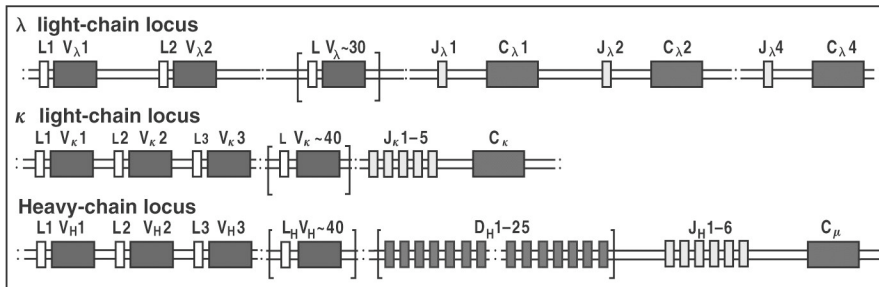 λ light-chain locus
L1 Vλ1 L2 Vλ2 L Vλ~30 Jλ1 Cλ1 Jλ2 Cλ2 Jλ4 Cλ4
κ light-chain locus
L1 Vκ1 L2 Vκ2 L3 Vκ3 L Vκ~40 Jκ1–5 Cκ
Heavy-chain locus
L1 VH1 L2 VH2 L3 VH3 LH VH~40 DH1–25 JH1–6 Cμ